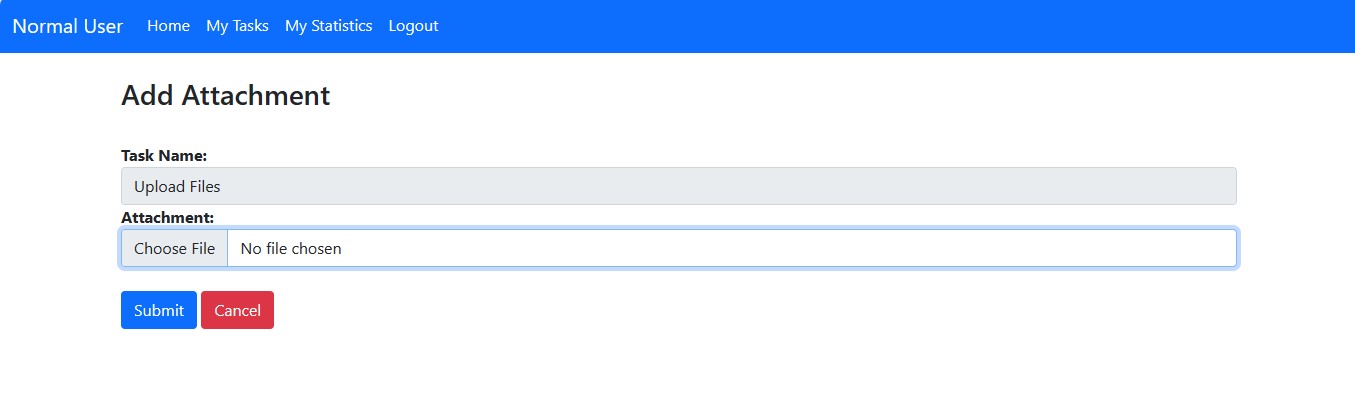 Normal User Home My Tasks My Statistics Logout
Add Attachment
Task Name:
Upload Files
Attachment:
Choose File No file chosen
Submit Cancel